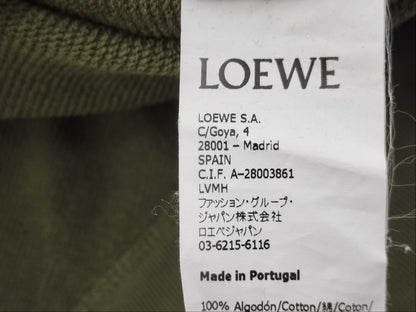 LOEWE
LOEWE S.A.
C/Goya, 4
28001 – Madrid
SPAIN
C.I.F. A-28003861
LVMH
ファッション・グループ・
ジャパン株式会社
ロエベジャパン
03-6215-6116
Made in Portugal
100% Algodón/Cotton/綿/Coton/